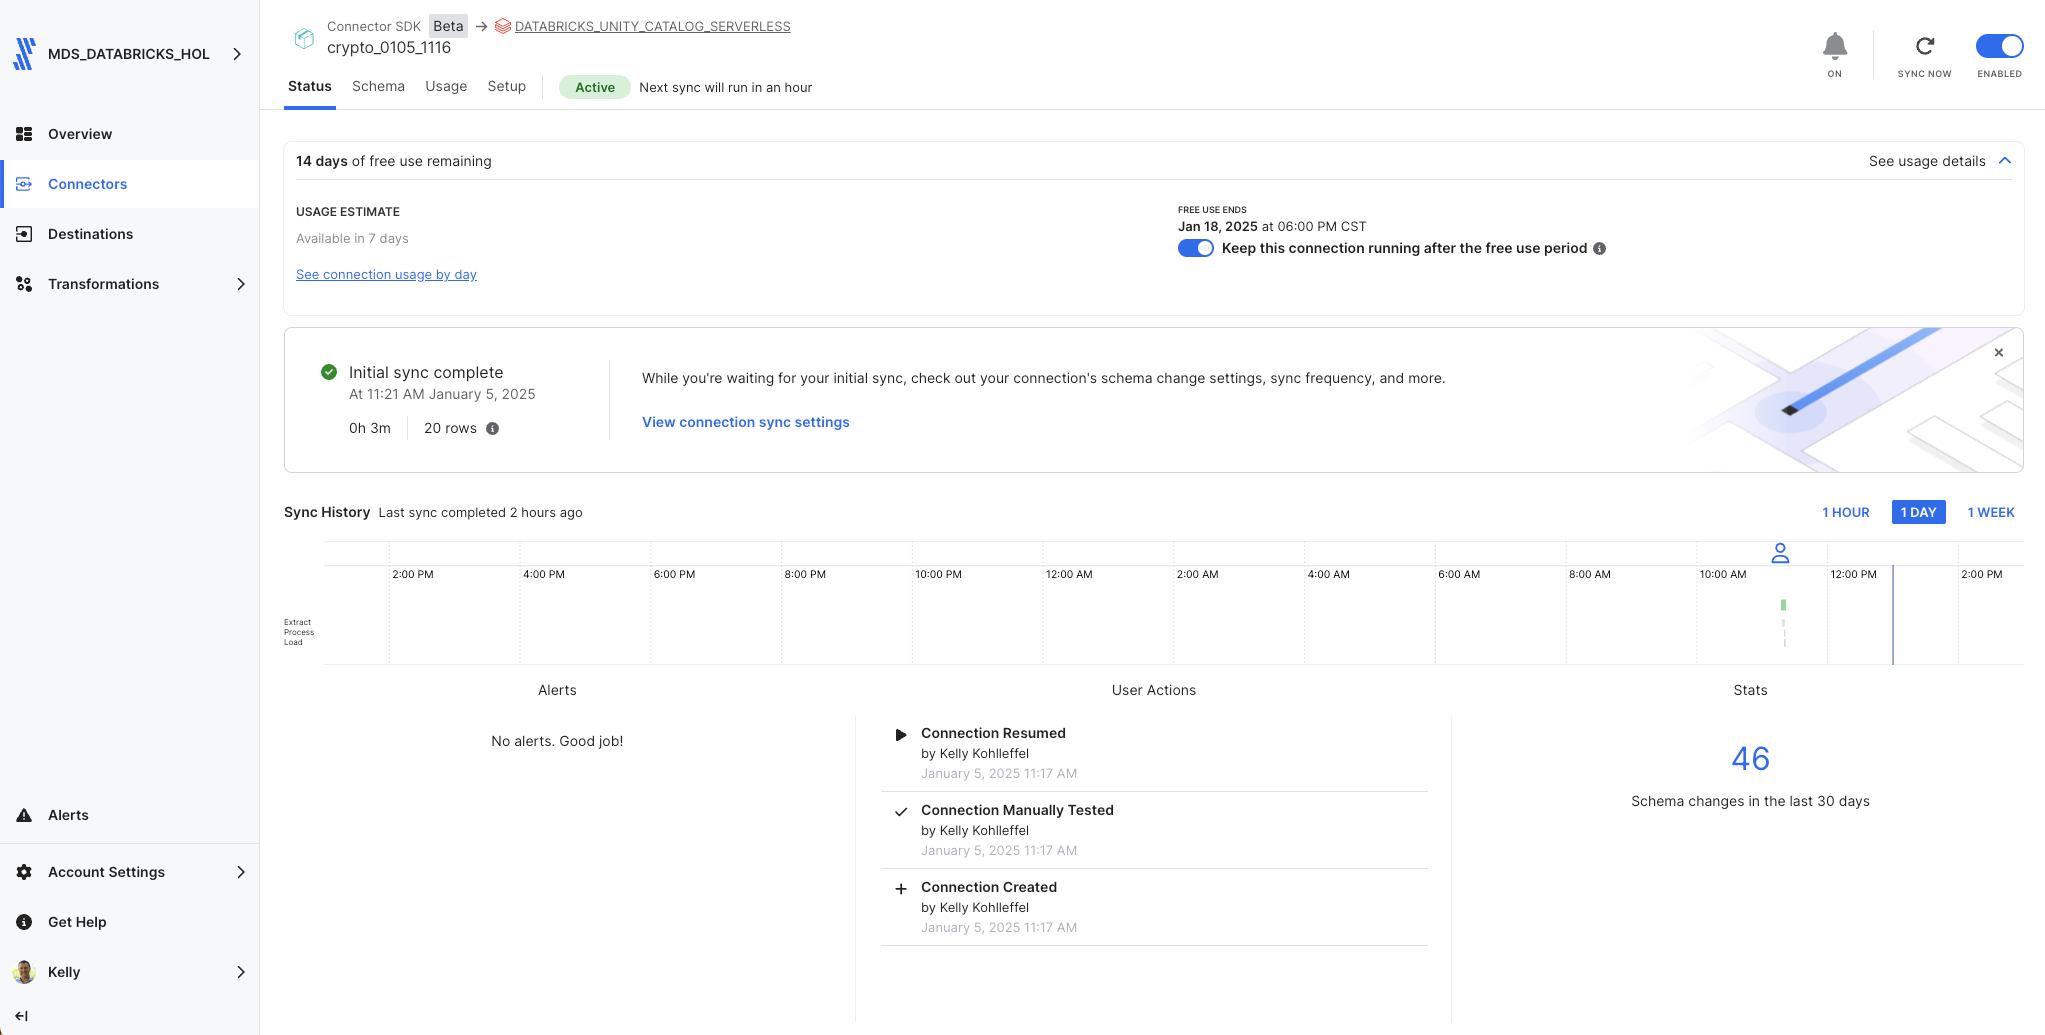 MDS_DATABRICKS_HOL
Overview
Connectors
Destinations
Transformations
Alerts
Account Settings
Get Help
Kelly
Connector SDK Beta → DATABRICKS_UNITY_CATALOG_SERVERLESS
crypto_0105_1116
ON
SYNC NOW
ENABLED
Status Schema Usage Setup Active Next sync will run in an hour
14 days of free use remaining
See usage details
USAGE ESTIMATE
Available in 7 days
See connection usage by day
FREE USE ENDS
Jan 18, 2025 at 06:00 PM CST
Keep this connection running after the free use period
Initial sync complete
At 11:21 AM January 5, 2025
0h 3m 20 rows
While you're waiting for your initial sync, check out your connection's schema change settings, sync frequency, and more.
View connection sync settings
Sync History Last sync completed 2 hours ago
1 HOUR 1 DAY 1 WEEK
2:00 PM 4:00 PM 6:00 PM 8:00 PM 10:00 PM 12:00 AM 2:00 AM 4:00 AM 6:00 AM 8:00 AM 10:00 AM 12:00 PM 2:00 PM
Extract
Process
Load
Alerts
No alerts. Good job!
User Actions
Connection Resumed
by Kelly Kohlleffel
January 5, 2025 11:17 AM
Connection Manually Tested
by Kelly Kohlleffel
January 5, 2025 11:17 AM
Connection Created
by Kelly Kohlleffel
January 5, 2025 11:17 AM
Stats
46
Schema changes in the last 30 days